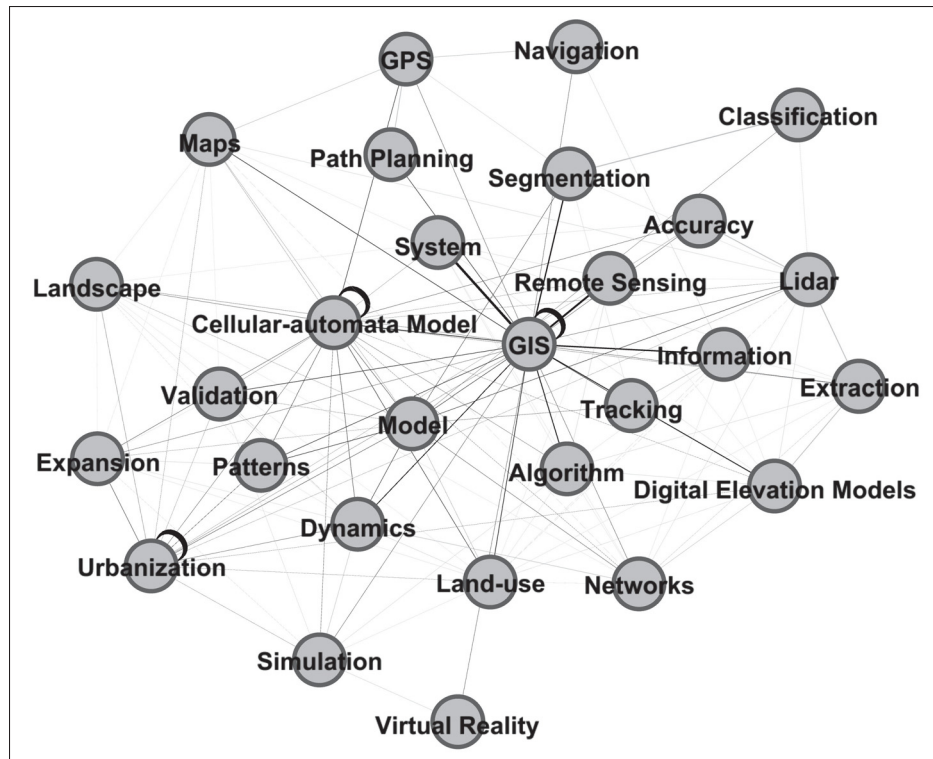 Navigation
GPS
Classification
Maps
Path Planning
Segmentation
Accuracy
System
Remote Sensing
Lidar
Landscape
Cellular-automata Model
GIS
Information
Extraction
Validation
Tracking
Model
Expansion
Patterns
Algorithm
Digital Elevation Models
Dynamics
Urbanization
Land-use
Networks
Simulation
Virtual Reality